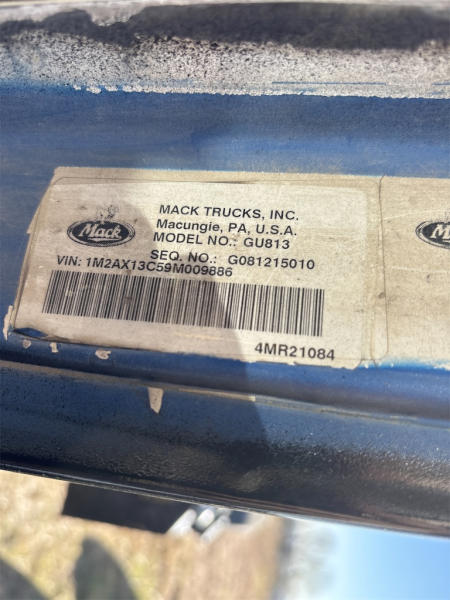 Mack
MACK TRUCKS, INC.
Macungie, PA, U.S.A.
MODEL NO.: GU813
SEQ. NO.: G081215010
VIN: 1M2AX13C59M009886
4MR21084